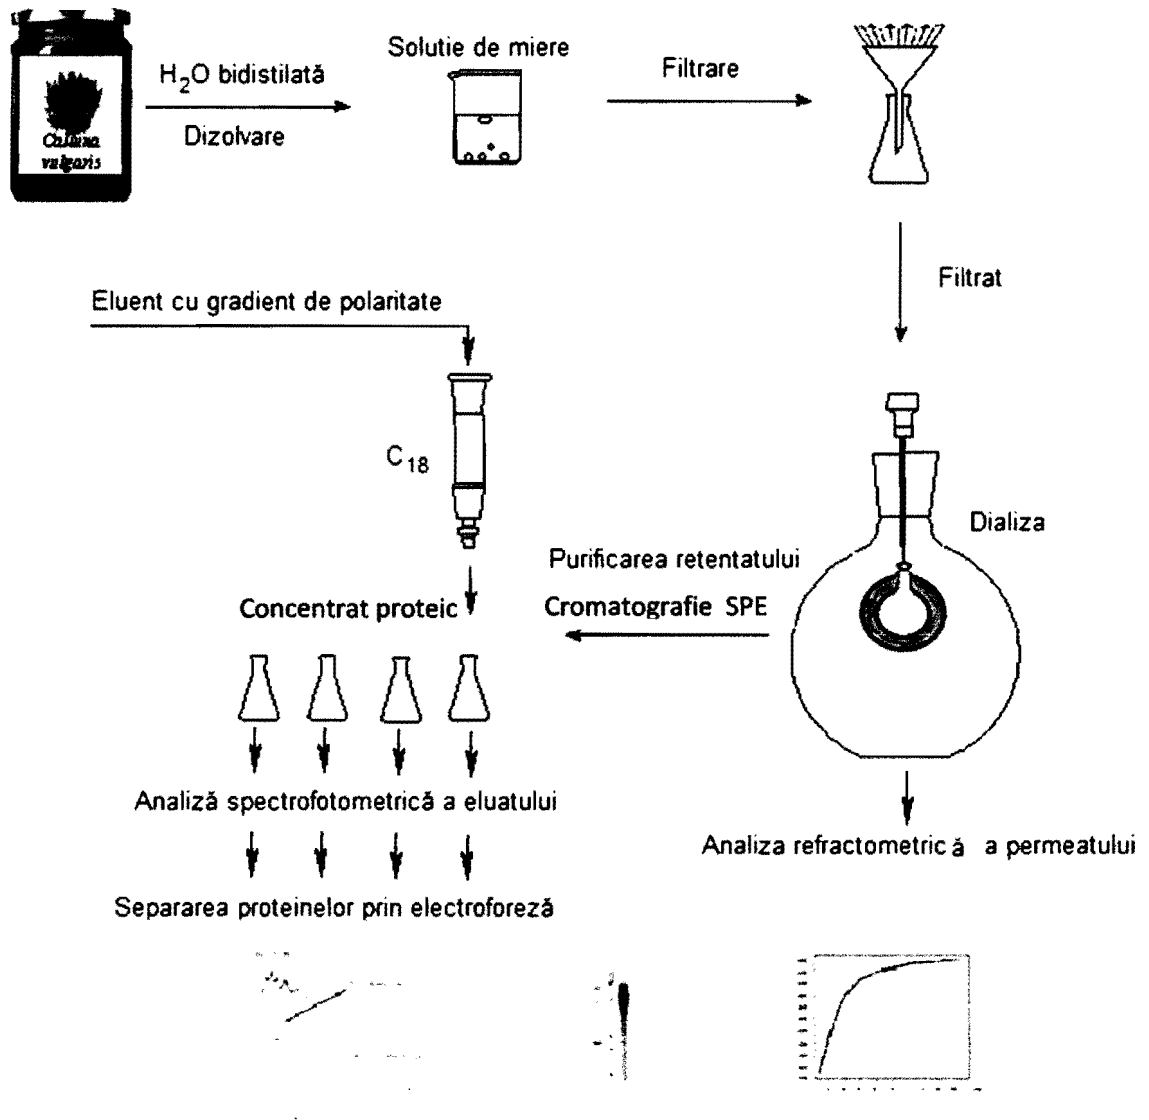 Calluna
vulgaris
H2O bidistilată
Dizolvare
Solutie de miere
Filtrare
Filtrat
Eluent cu gradient de polaritate
C18
Dializa
Purificarea retentatului
Cromatografie SPE
Concentrat proteic
Analiză spectrofotometrică a eluatului
Analiza refractometrică a permeatului
Separarea proteinelor prin electroforeză